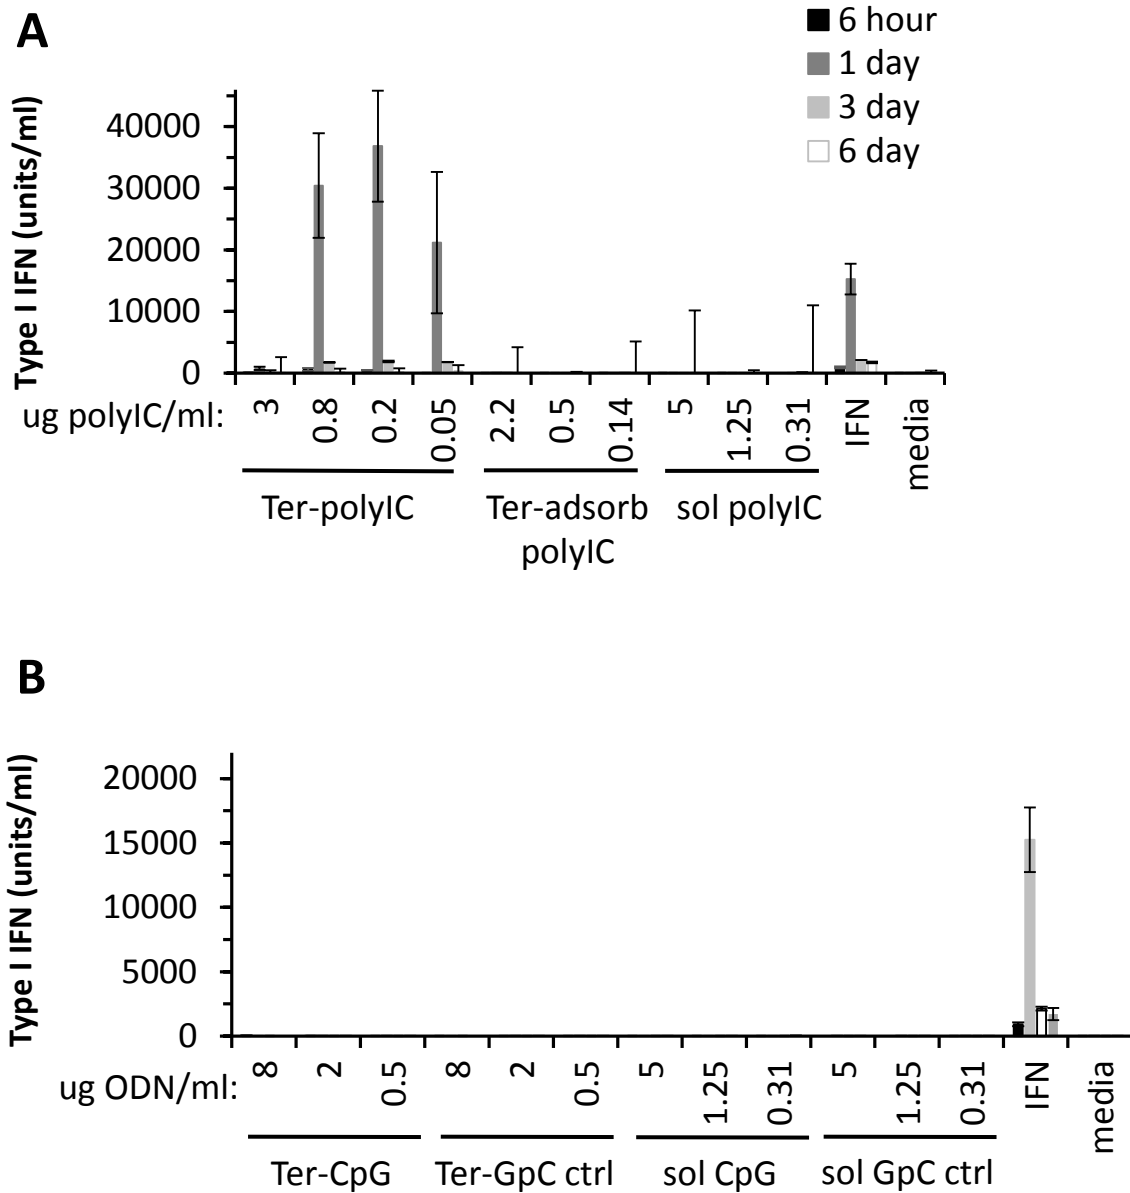 A
6 hour
1 day
3 day
6 day
Type I IFN (units/ml)
40000
30000
20000
10000
0
ug polyIC/ml: 3 0.8 0.2 0.05 2.2 0.5 0.14 5 1.25 0.31 IFN media
Ter-polyIC Ter-adsorb polyIC sol polyIC
B
Type I IFN (units/ml)
20000
15000
10000
5000
0
ug ODN/ml: 8 2 0.5 8 2 0.5 5 1.25 0.31 5 1.25 0.31 IFN media
Ter-CpG Ter-GpC ctrl sol CpG sol GpC ctrl